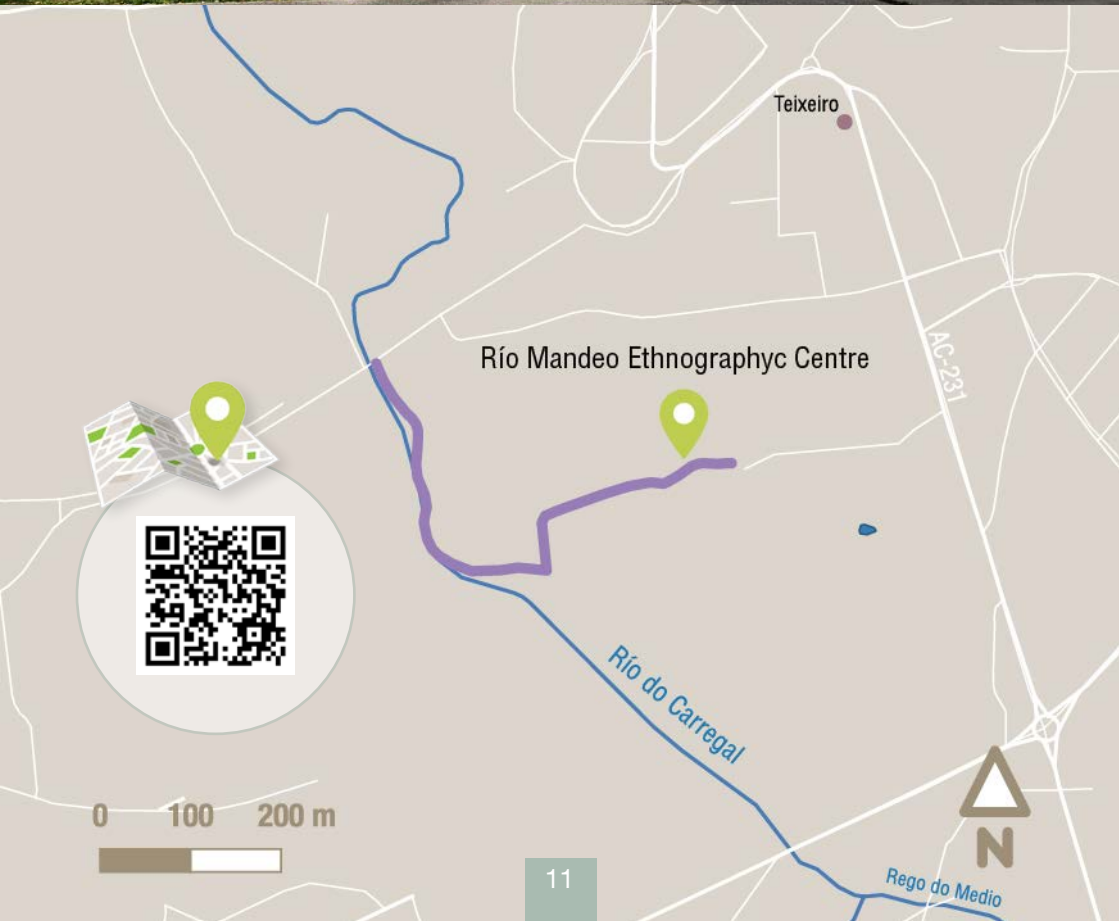 Teixeiro
Río Mandeo Ethnographyc Centre
AC-231
Río do Carregal
0 100 200 m
N
Rego do Medio
11